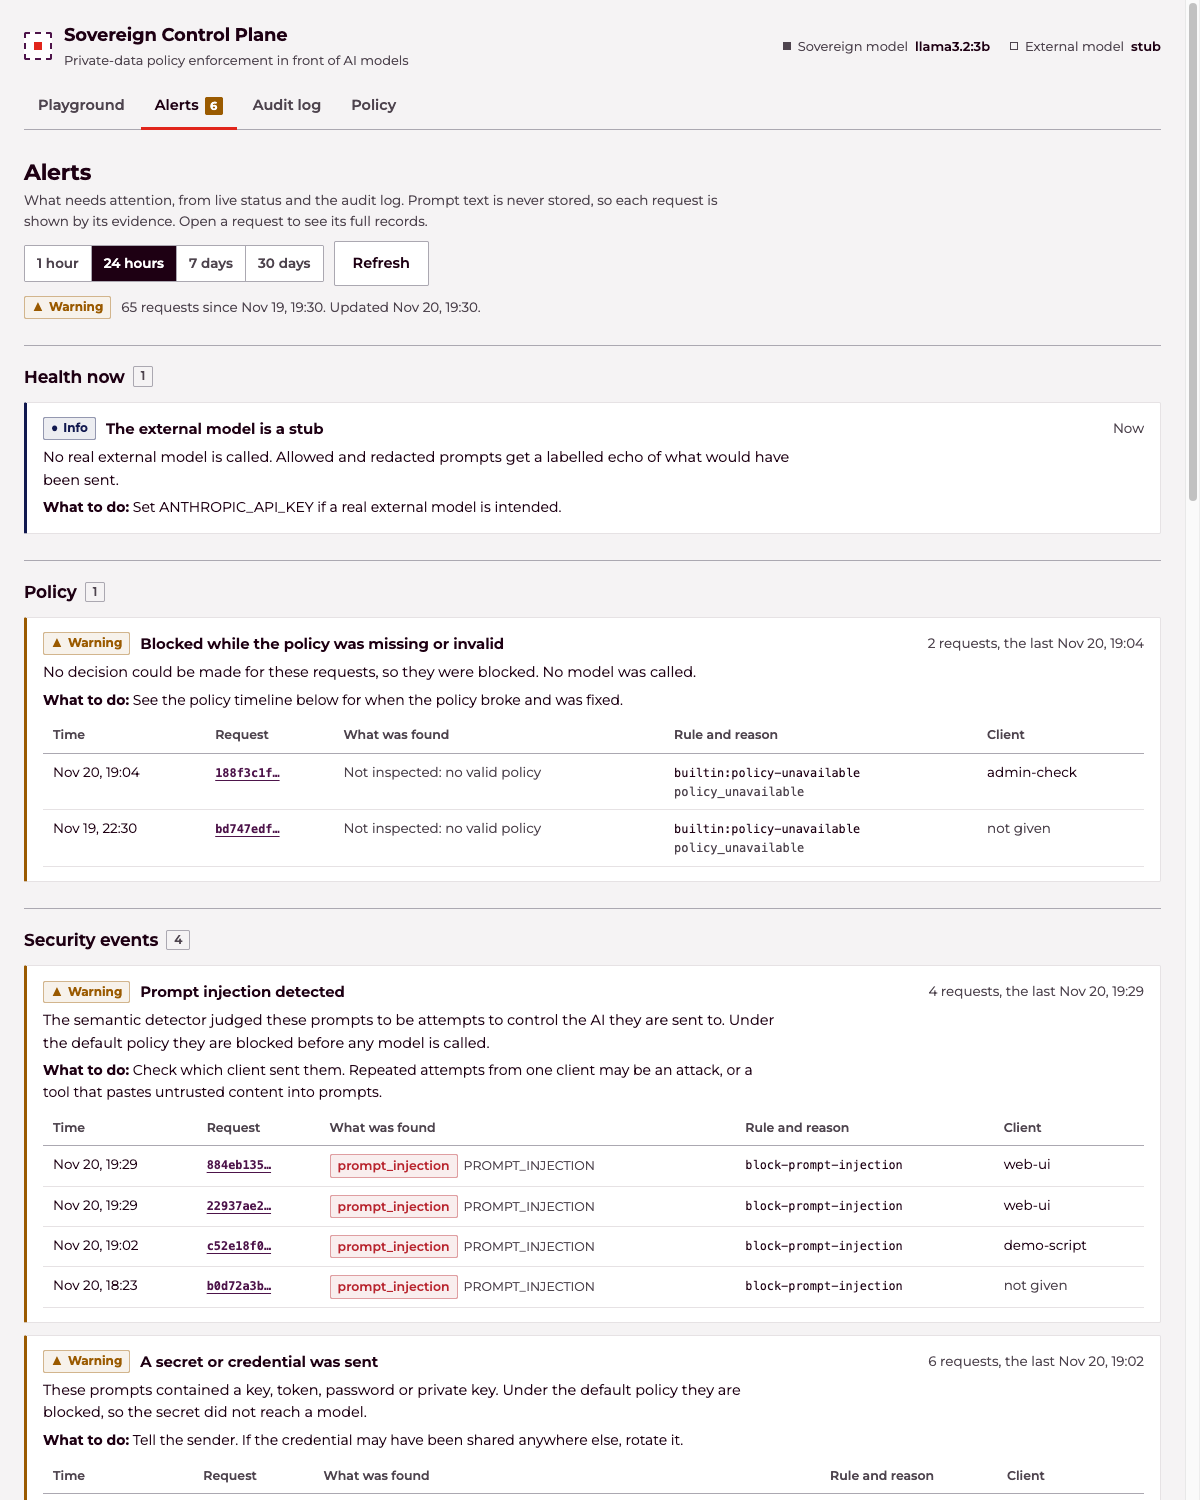 Sovereign Control Plane
Private-data policy enforcement in front of AI models
Sovereign model llama3.2:3b External model stub
Playground Alerts 6 Audit log Policy
Alerts
What needs attention, from live status and the audit log. Prompt text is never stored, so each request is
shown by its evidence. Open a request to see its full records.
1 hour 24 hours 7 days 30 days Refresh
▲ Warning 65 requests since Nov 19, 19:30. Updated Nov 20, 19:30.
Health now 1
● Info The external model is a stub Now
No real external model is called. Allowed and redacted prompts get a labelled echo of what would have
been sent.
What to do: Set ANTHROPIC_API_KEY if a real external model is intended.
Policy 1
▲ Warning Blocked while the policy was missing or invalid 2 requests, the last Nov 20, 19:04
No decision could be made for these requests, so they were blocked. No model was called.
What to do: See the policy timeline below for when the policy broke and was fixed.
Time Request What was found Rule and reason Client
Nov 20, 19:04 188f3c1f… Not inspected: no valid policy builtin:policy-unavailable admin-check
policy_unavailable
Nov 19, 22:30 bd747edf… Not inspected: no valid policy builtin:policy-unavailable not given
policy_unavailable
Security events 4
▲ Warning Prompt injection detected 4 requests, the last Nov 20, 19:29
The semantic detector judged these prompts to be attempts to control the AI they are sent to. Under
the default policy they are blocked before any model is called.
What to do: Check which client sent them. Repeated attempts from one client may be an attack, or a
tool that pastes untrusted content into prompts.
Time Request What was found Rule and reason Client
Nov 20, 19:29 884eb135… prompt_injection PROMPT_INJECTION block-prompt-injection web-ui
Nov 20, 19:29 22937ae2… prompt_injection PROMPT_INJECTION block-prompt-injection web-ui
Nov 20, 19:02 c52e18f0… prompt_injection PROMPT_INJECTION block-prompt-injection demo-script
Nov 20, 18:23 b0d72a3b… prompt_injection PROMPT_INJECTION block-prompt-injection not given
▲ Warning A secret or credential was sent 6 requests, the last Nov 20, 19:02
These prompts contained a key, token, password or private key. Under the default policy they are
blocked, so the secret did not reach a model.
What to do: Tell the sender. If the credential may have been shared anywhere else, rotate it.
Time Request What was found Rule and reason Client